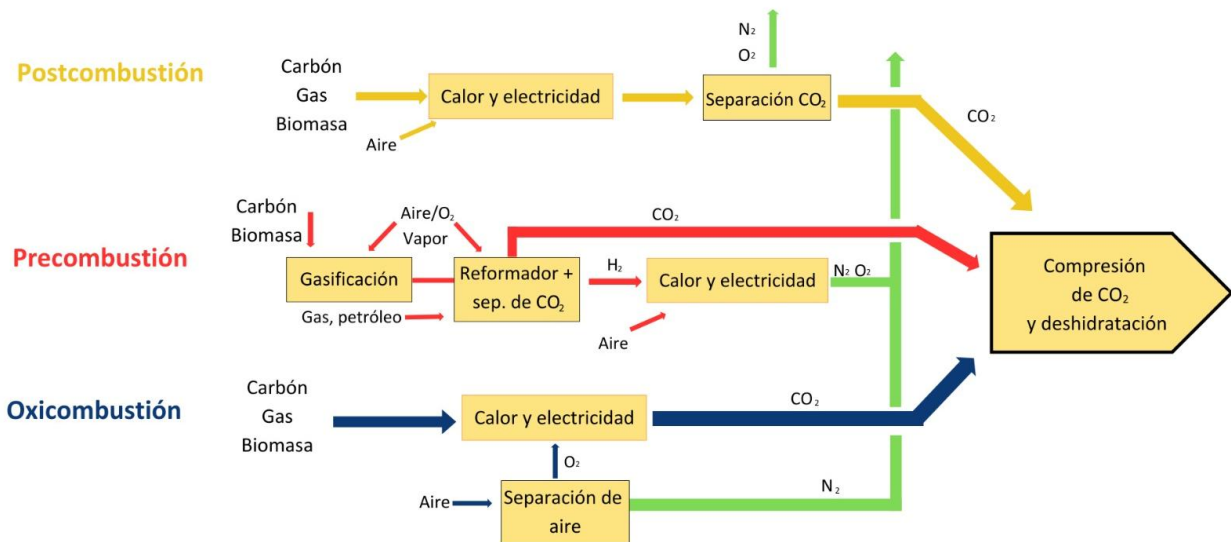 Postcombustión
Carbón
Gas
Biomasa
Aire
Calor y electricidad
Separación CO₂
N₂
O₂
CO₂
Precombustión
Carbón
Biomasa
Aire/O₂
Vapor
Gasificación
Gas, petróleo
Reformador +
sep. de CO₂
CO₂
H₂
Aire
Calor y electricidad
N₂ O₂
Compresión
de CO₂
y deshidratación
Oxicombustión
Carbón
Gas
Biomasa
Calor y electricidad
CO₂
O₂
Aire
Separación de
aire
N₂